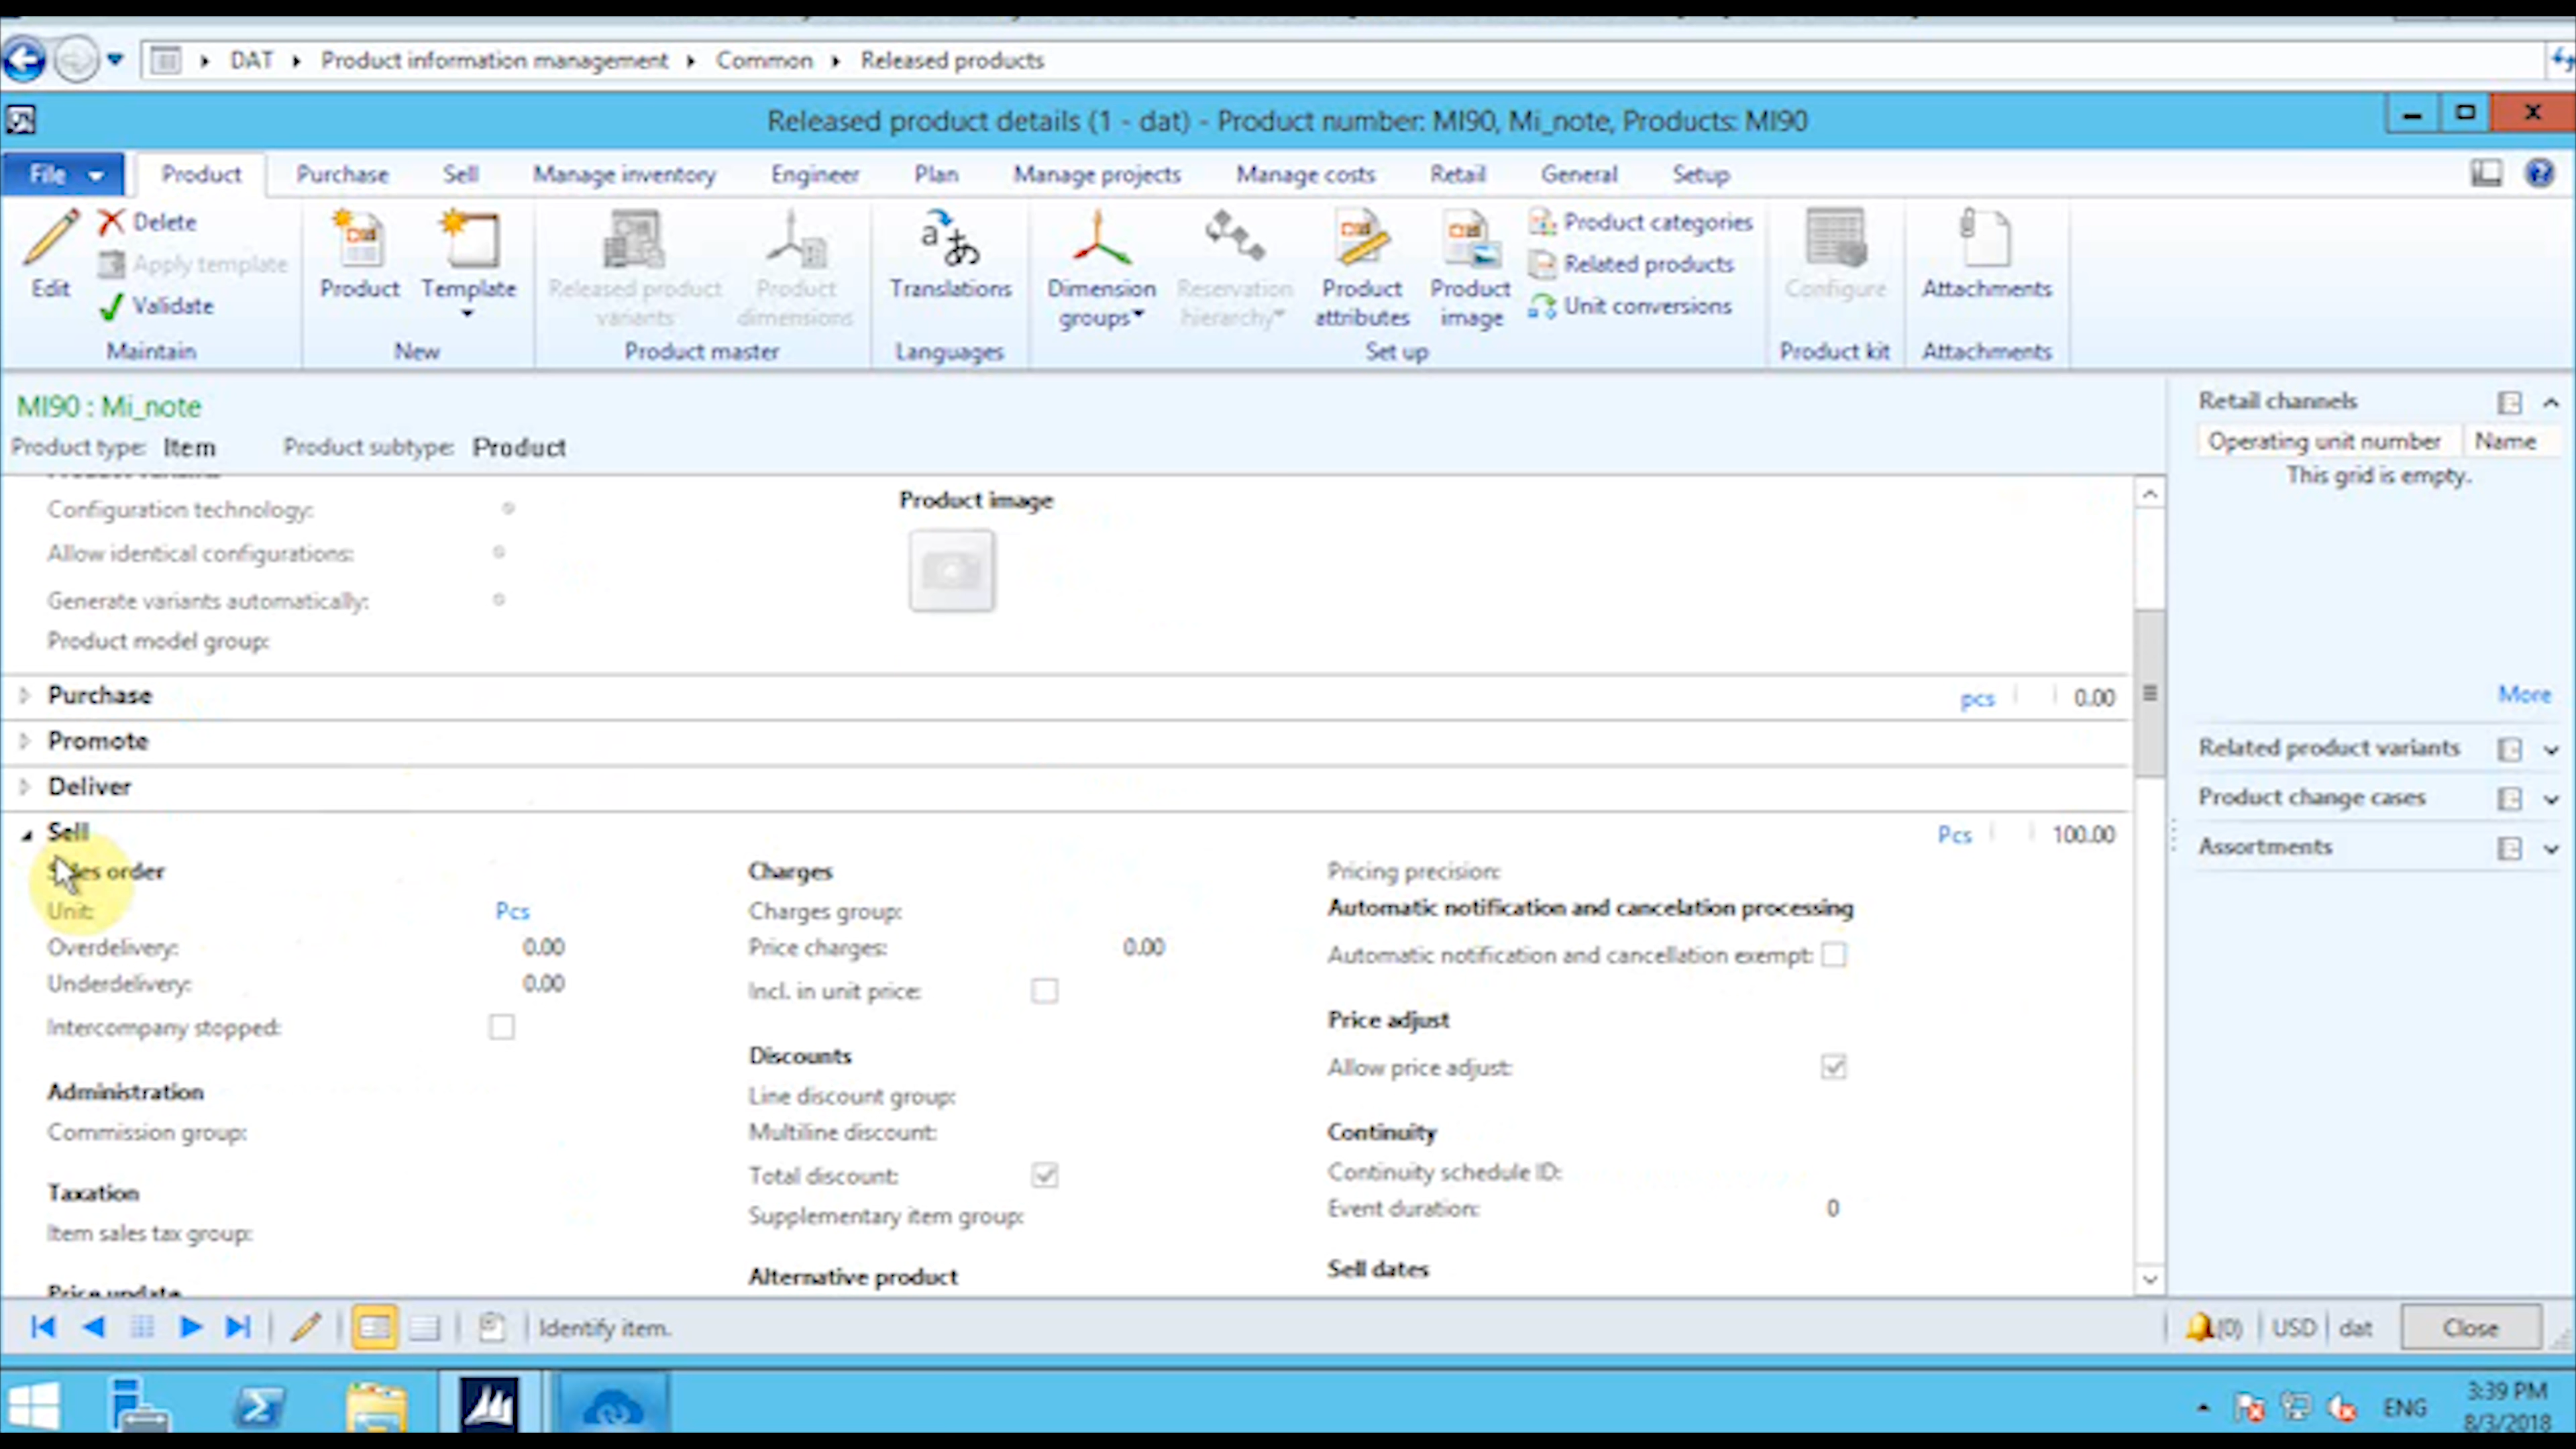 DAT Product information management Common Released products
Released product details (1 - dat) - Product number: MI90, Mi_note, Products: MI90
File Product Purchase Sell Manage inventory Engineer Plan Manage projects Manage costs Retail General Setup
Edit
Delete
Apply template
Validate
Maintain
Product
Template
New
Released product
variants
Product
dimensions
Product master
a あ
Translations
Languages
Dimension
groups
Reservation
hierarchy
Product
attributes
Product
image
Product categories
Related products
Unit conversions
Set up
Configure
Product kit
Attachments
Attachments
MI90 : Mi_note
Product type: Item Product subtype: Product
Configuration technology:
Allow identical configurations:
Generate variants automatically:
Product model group:
Product image
Purchase pcs 0.00
Promote
Deliver
Sell Pcs 100.00
Sales order
Unit: Pcs
Overdelivery: 0.00
Underdelivery: 0.00
Intercompany stopped:
Administration
Commission group:
Taxation
Item sales tax group:
Price update
Charges
Charges group:
Price charges: 0.00
Incl. in unit price:
Discounts
Line discount group:
Multiline discount:
Total discount:
Supplementary item group:
Alternative product
Pricing precision:
Automatic notification and cancelation processing
Automatic notification and cancellation exempt:
Price adjust
Allow price adjust:
Continuity
Continuity schedule ID:
Event duration: 0
Sell dates
Retail channels
Operating unit number Name
This grid is empty.
More
Related product variants
Product change cases
Assortments
Identify item.
(0) USD dat Close
ENG
3:39 PM
8/3/2018